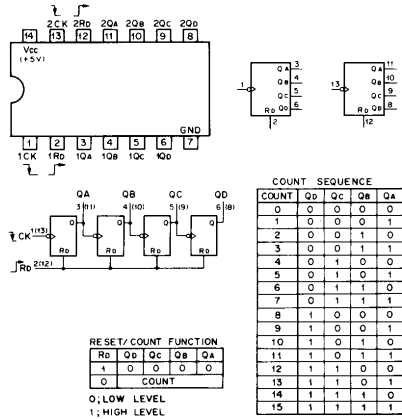 2CK 2RD 2QA 2QB 2QC 2QD
14 13 12 11 10 9 8
Vcc
(+5V)
GND
1 2 3 4 5 6 7
1CK 1RD 1QA 1QB 1QC 1QD
1
QA 3
QB 4
QC 5
QD 6
RD
2
13
QA 11
QB 10
QC 9
QD 8
RD
12
QA QB QC QD
3(11) 4(10) 5(9) 6(8)
CK 1(13)
Q Q Q Q
RD RD RD RD
RD 2(12)
RESET/COUNT FUNCTION
RD QD QC QB QA
1 0 0 0 0
0 COUNT
0; LOW LEVEL
1; HIGH LEVEL
COUNT SEQUENCE
COUNT QD QC QB QA
0 0 0 0 0
1 0 0 0 1
2 0 0 1 0
3 0 0 1 1
4 0 1 0 0
5 0 1 0 1
6 0 1 1 0
7 0 1 1 1
8 1 0 0 0
9 1 0 0 1
10 1 0 1 0
11 1 0 1 1
12 1 1 0 0
13 1 1 0 1
14 1 1 1 0
15 1 1 1 1